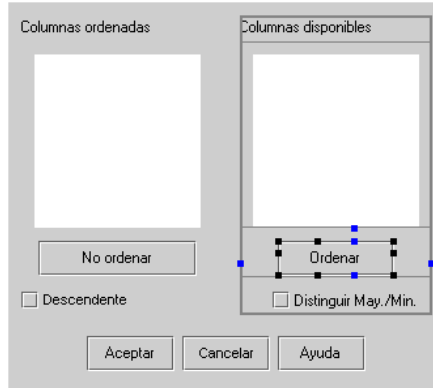 Columnas ordenadas
Columnas disponibles
No ordenar
Ordenar
Descendente
Distinguir May./Min.
Aceptar
Cancelar
Ayuda